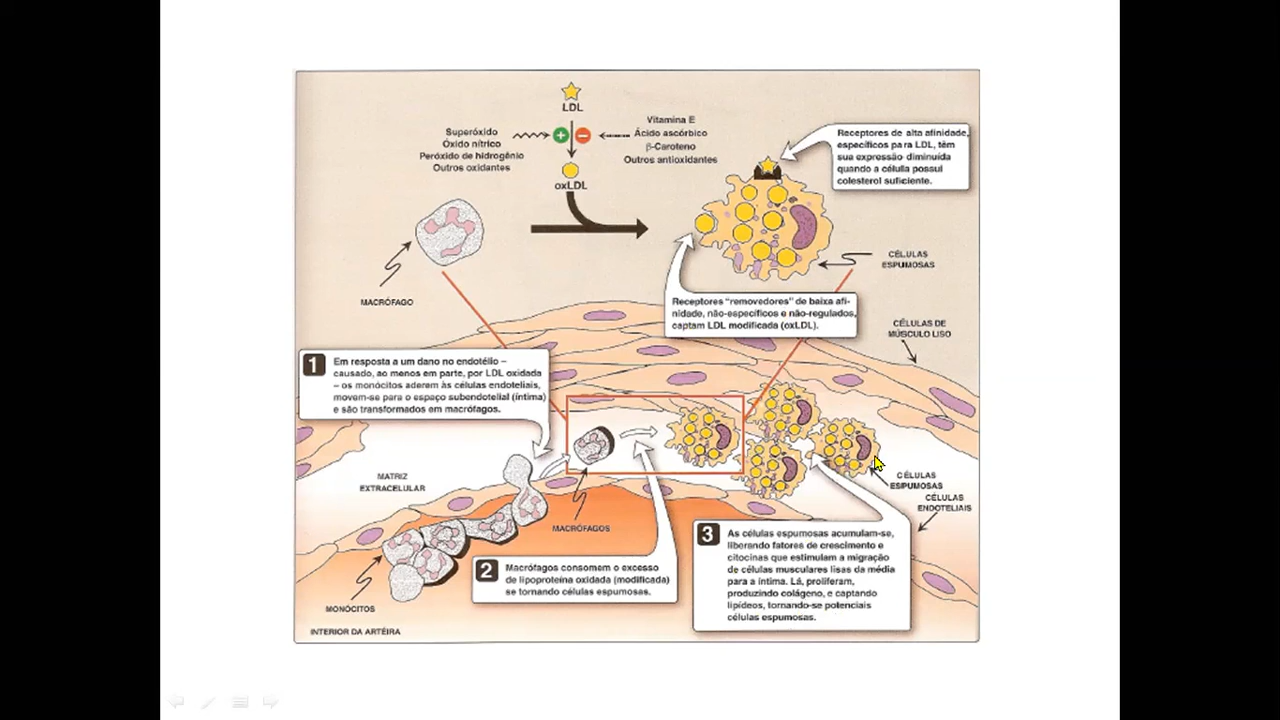 LDL
Superóxido
Óxido nítrico
Peróxido de hidrogênio
Outros oxidantes
+
−
Vitamina E
Ácido ascórbico
β-Caroteno
Outros antioxidantes
oxLDL
Receptores de alta afinidade,
específicos para LDL, têm
sua expressão diminuída
quando a célula possui
colesterol suficiente.
MACRÓFAGO
CÉLULAS
ESPUMOSAS
Receptores "removedores" de baixa afi-
nidade, não-específicos e não-regulados,
captam LDL modificada (oxLDL).
CÉLULAS DE
MÚSCULO LISO
1
Em resposta a um dano no endotélio –
causado, ao menos em parte, por LDL oxidada
– os monócitos aderem às células endoteliais,
movem-se para o espaço subendotelial (íntima)
e são transformados em macrófagos.
MATRIZ
EXTRACELULAR
MACRÓFAGOS
CÉLULAS
ESPUMOSAS
CÉLULAS
ENDOTELIAIS
2
Macrófagos consomem o excesso
de lipoproteína oxidada (modificada)
se tornando células espumosas.
3
As células espumosas acumulam-se,
liberando fatores de crescimento e
citocinas que estimulam a migração
de células musculares lisas da média
para a íntima. Lá, proliferam,
produzindo colágeno, e captando
lipídeos, tornando-se potenciais
células espumosas.
MONÓCITOS
INTERIOR DA ARTÉIRA